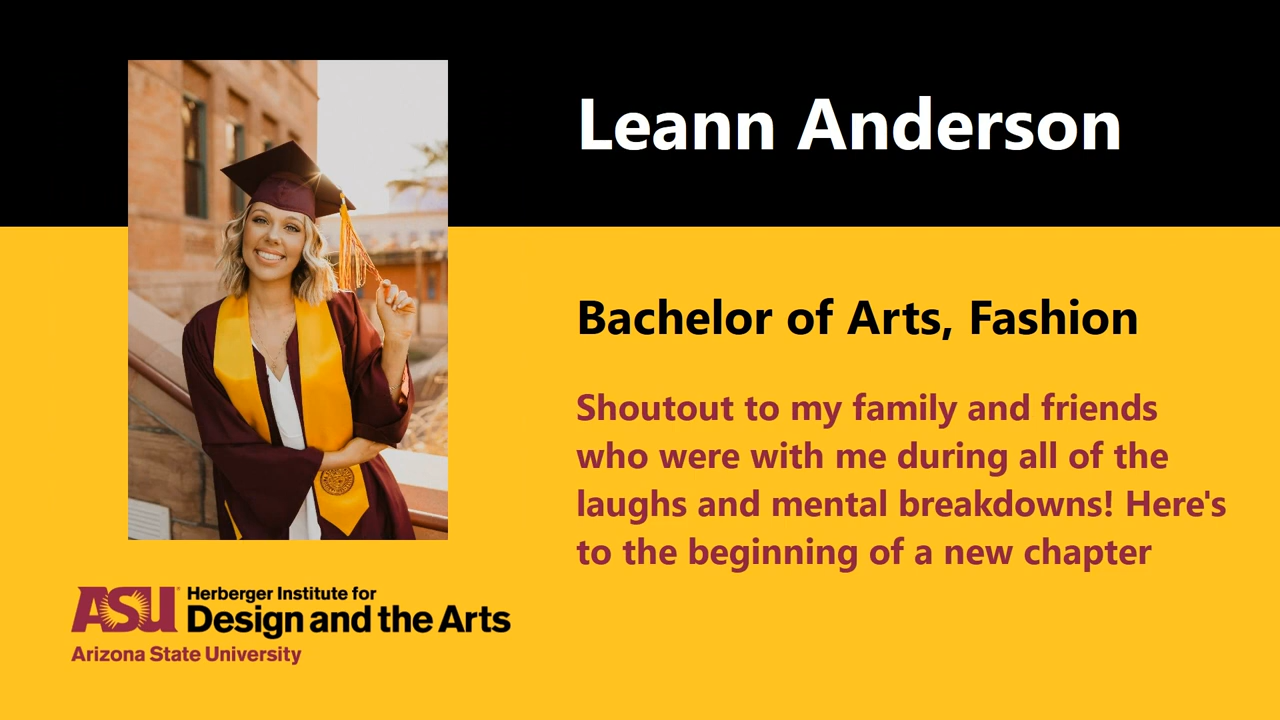 Leann Anderson
Bachelor of Arts, Fashion
Shoutout to my family and friends
who were with me during all of the
laughs and mental breakdowns! Here's
to the beginning of a new chapter
ASU Herberger Institute for
Design and the Arts
Arizona State University